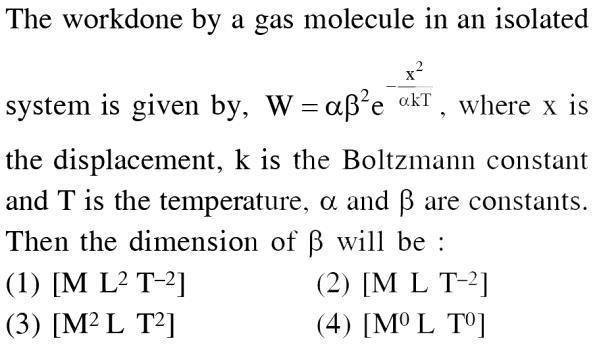 The workdone by a gas molecule in an isolated
system is given by, W = αβ²e^(-x²/αkT), where x is
the displacement, k is the Boltzmann constant
and T is the temperature, α and β are constants.
Then the dimension of β will be :
(1) [M L² T⁻²] (2) [M L T⁻²]
(3) [M² L T²] (4) [M⁰ L T⁰]